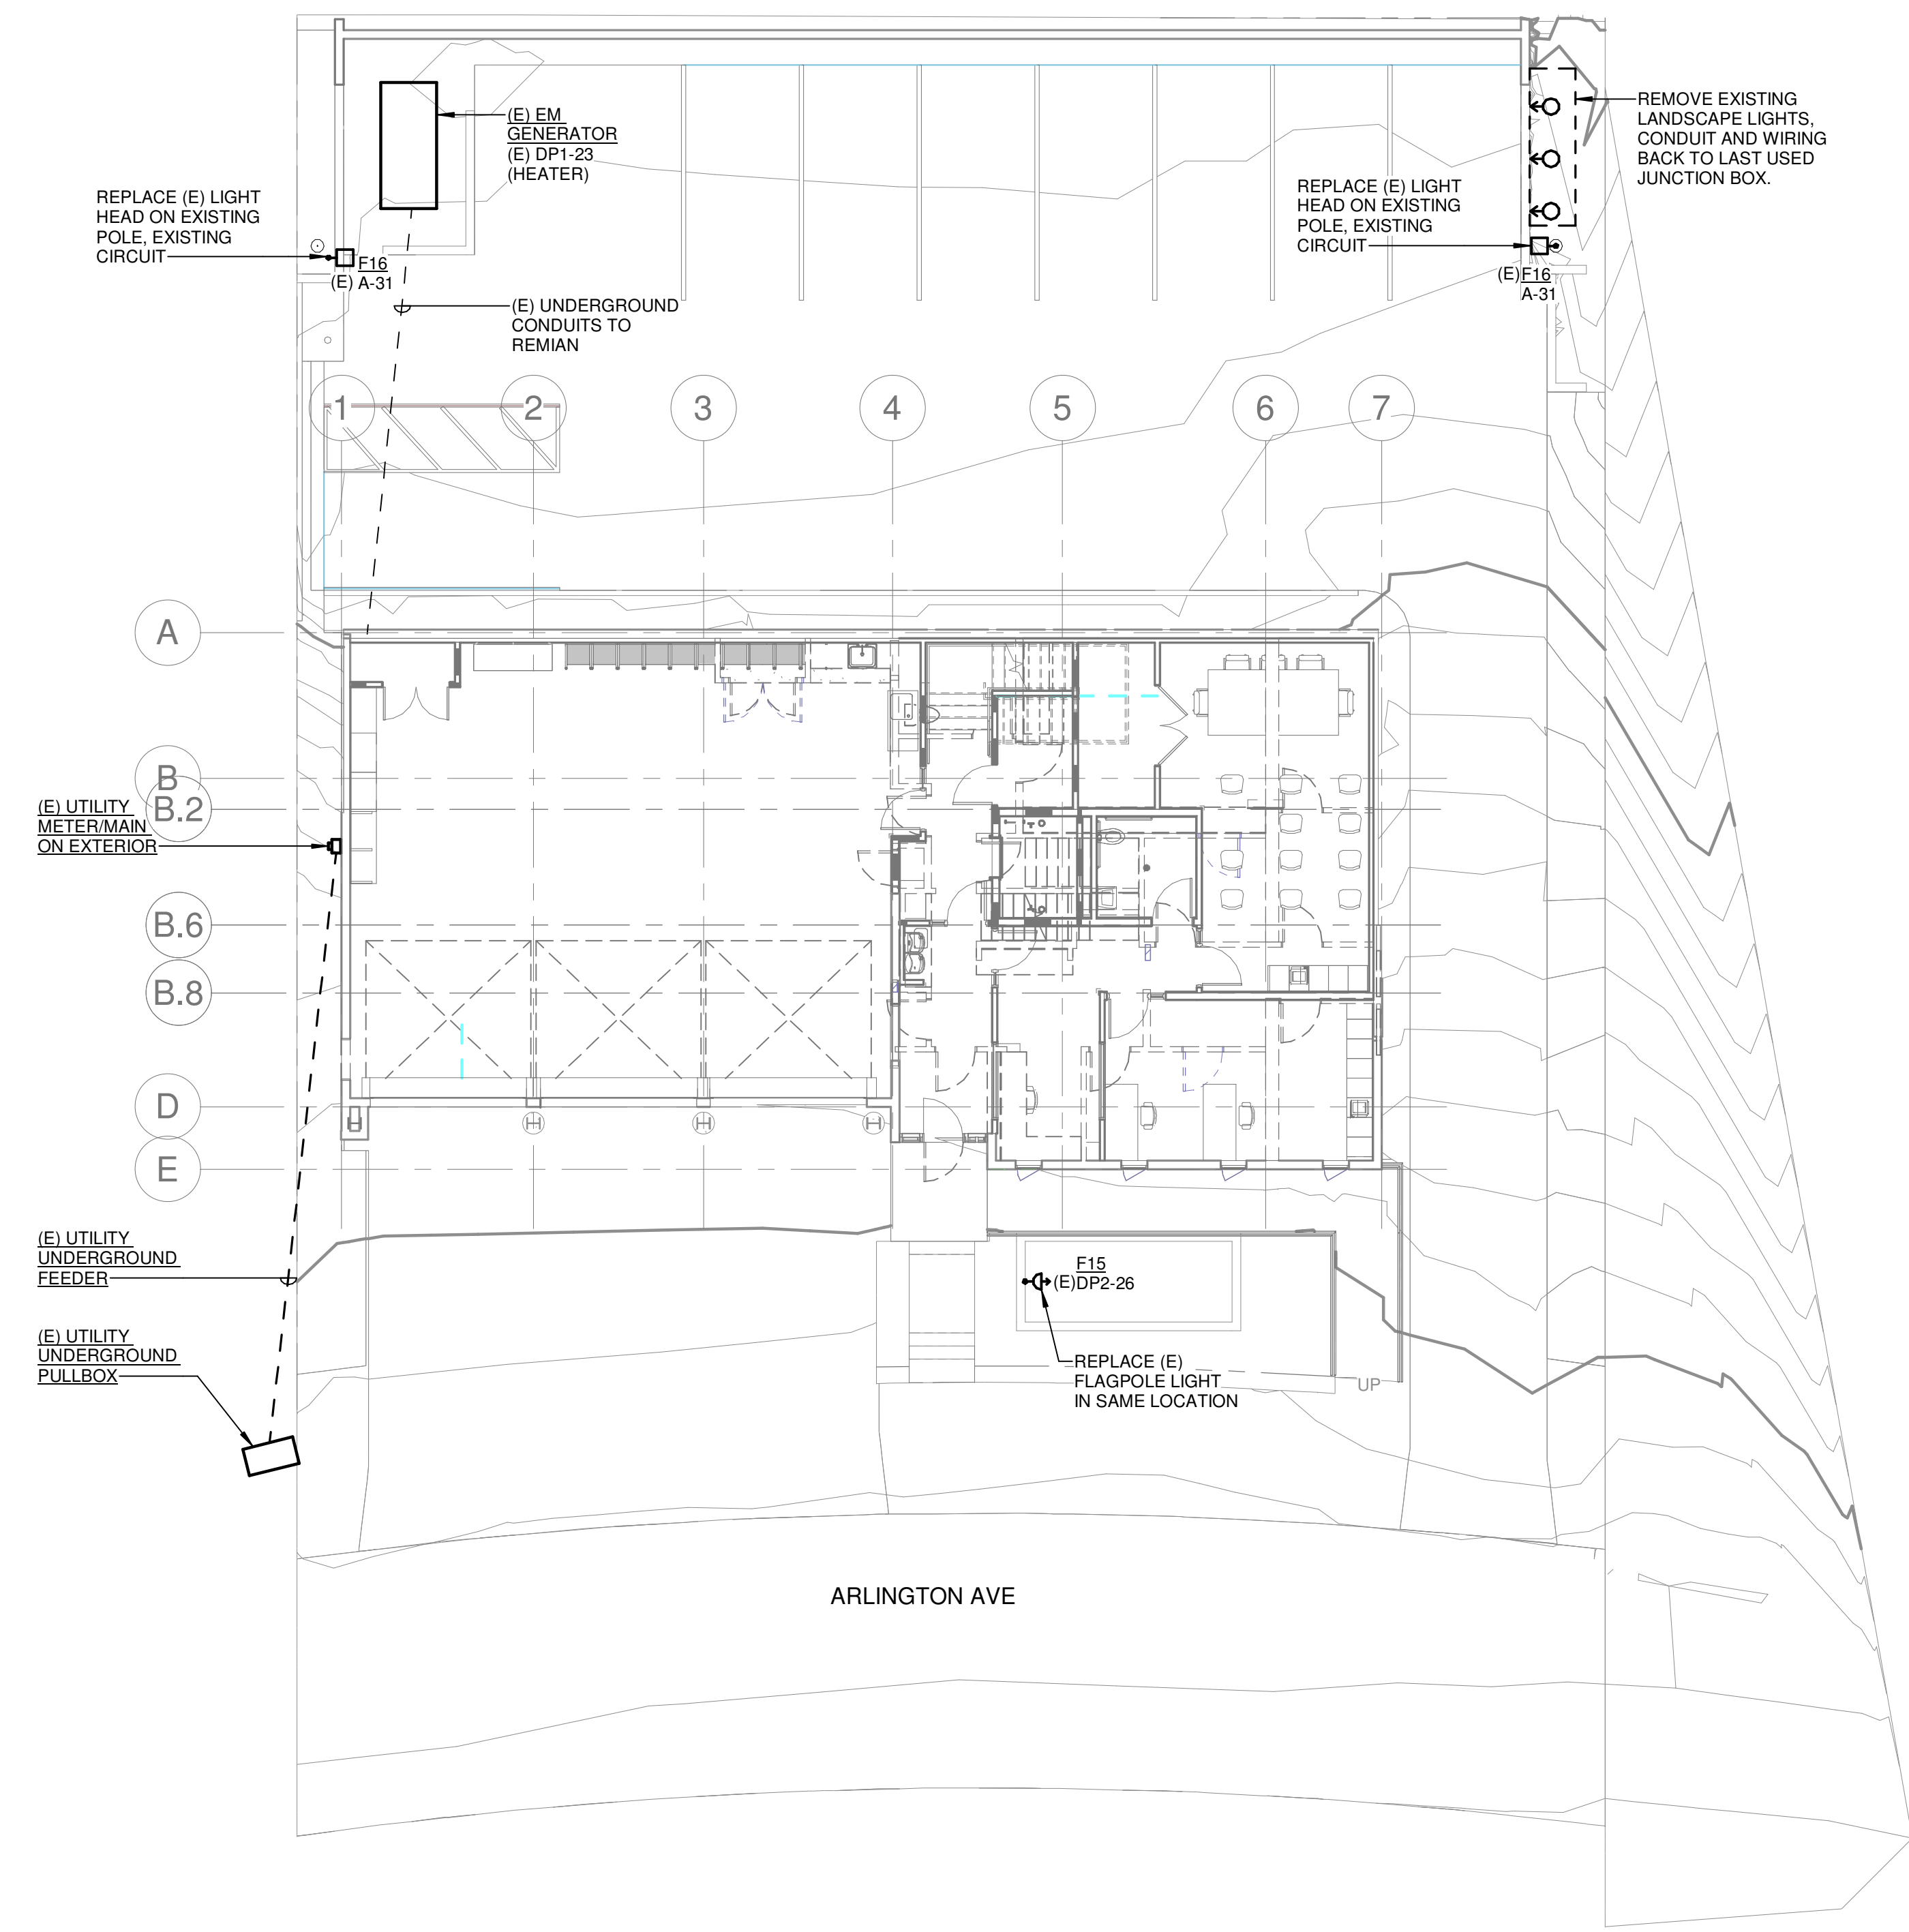 (E) EM
GENERATOR
(E) DP1-23
(HEATER)
REMOVE EXISTING
LANDSCAPE LIGHTS,
CONDUIT AND WIRING
BACK TO LAST USED
JUNCTION BOX.
REPLACE (E) LIGHT
HEAD ON EXISTING
POLE, EXISTING
CIRCUIT
F16
(E) A-31
REPLACE (E) LIGHT
HEAD ON EXISTING
POLE, EXISTING
CIRCUIT
(E) F16
A-31
(E) UNDERGROUND
CONDUITS TO
REMIAN
1
2
3
4
5
6
7
A
B
B.2
(E) UTILITY
METER/MAIN
ON EXTERIOR
B.6
B.8
D
H
H
H
H
E
(E) UTILITY
UNDERGROUND
FEEDER
F15
(E)DP2-26
(E) UTILITY
UNDERGROUND
PULLBOX
REPLACE (E)
FLAGPOLE LIGHT
IN SAME LOCATION
UP
ARLINGTON AVE